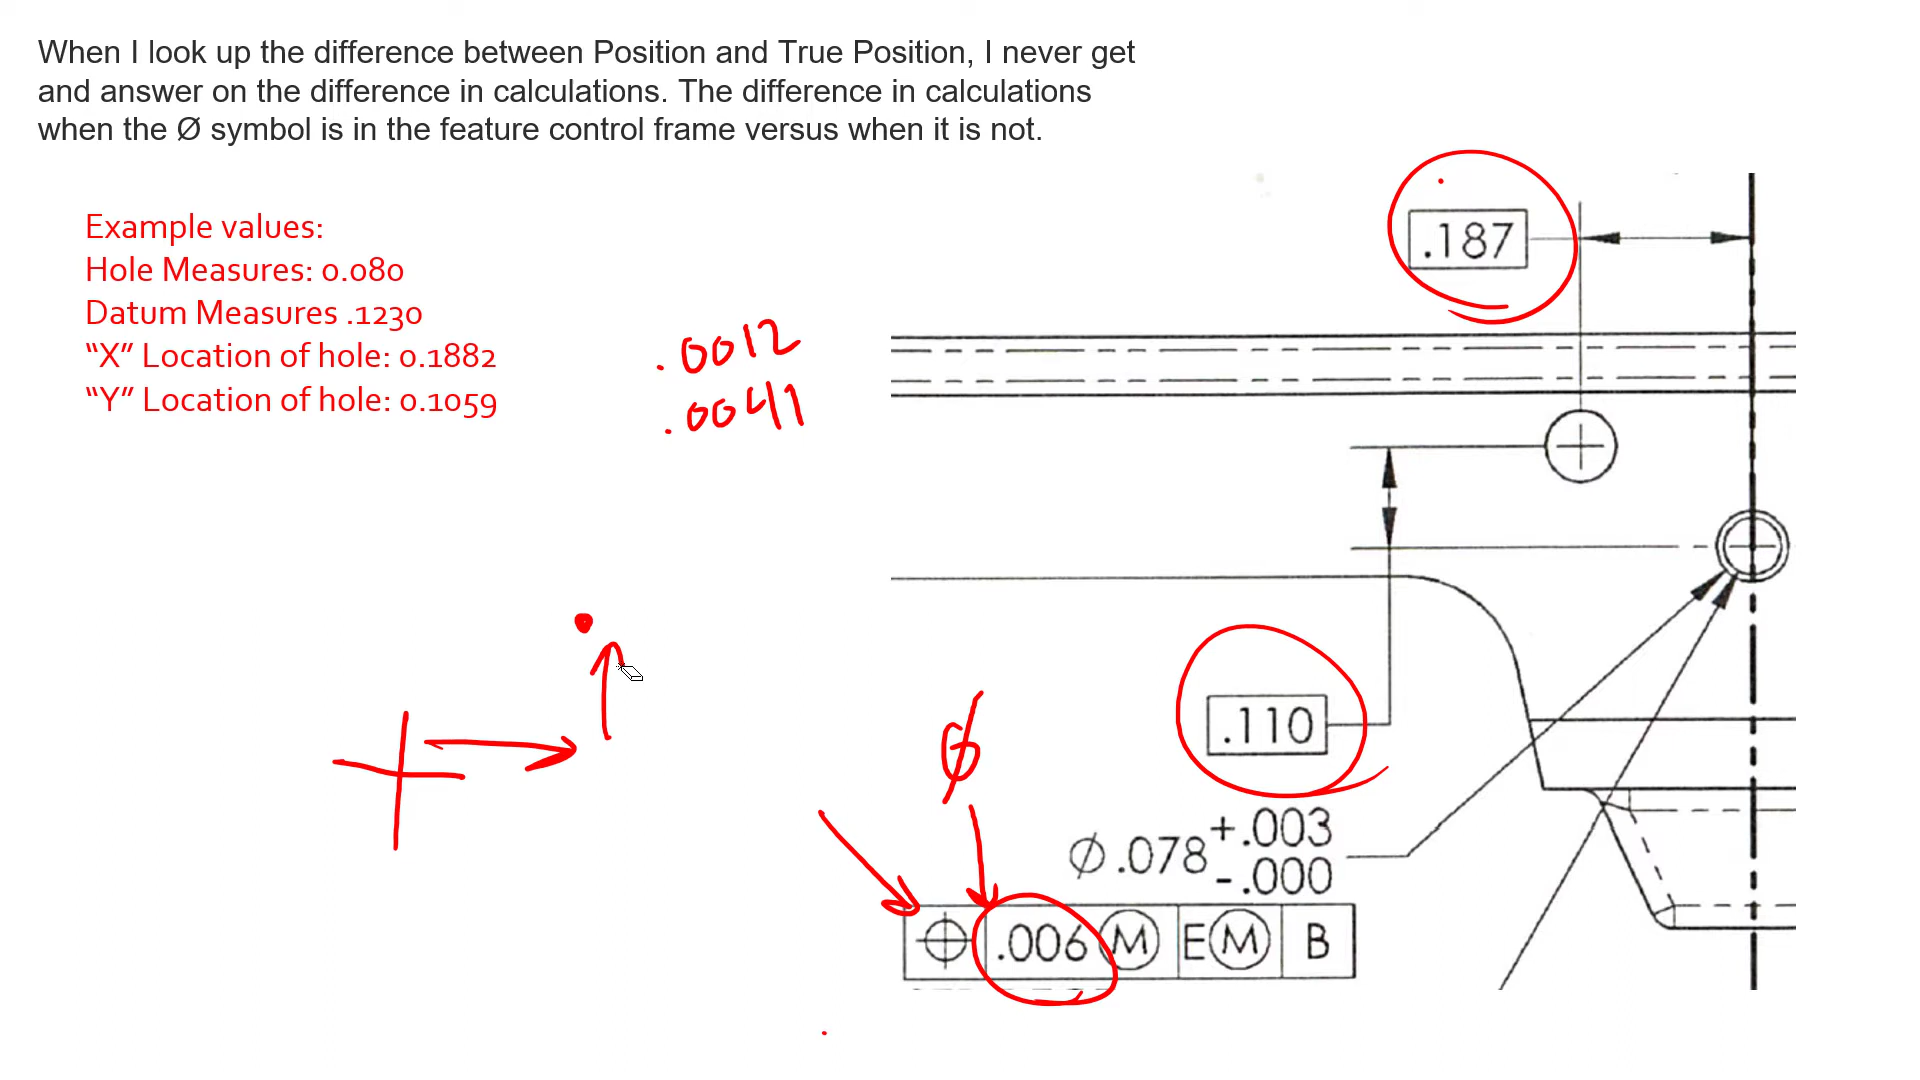 When I look up the difference between Position and True Position, I never get
and answer on the difference in calculations. The difference in calculations
when the Ø symbol is in the feature control frame versus when it is not.
Example values:
Hole Measures: 0.080
Datum Measures .1230
“X” Location of hole: 0.1882
“Y” Location of hole: 0.1059
.0012
.0041
.187
.110
Ø
Ø.078 +.003
-.000
⌖ .006 Ⓜ E Ⓜ B